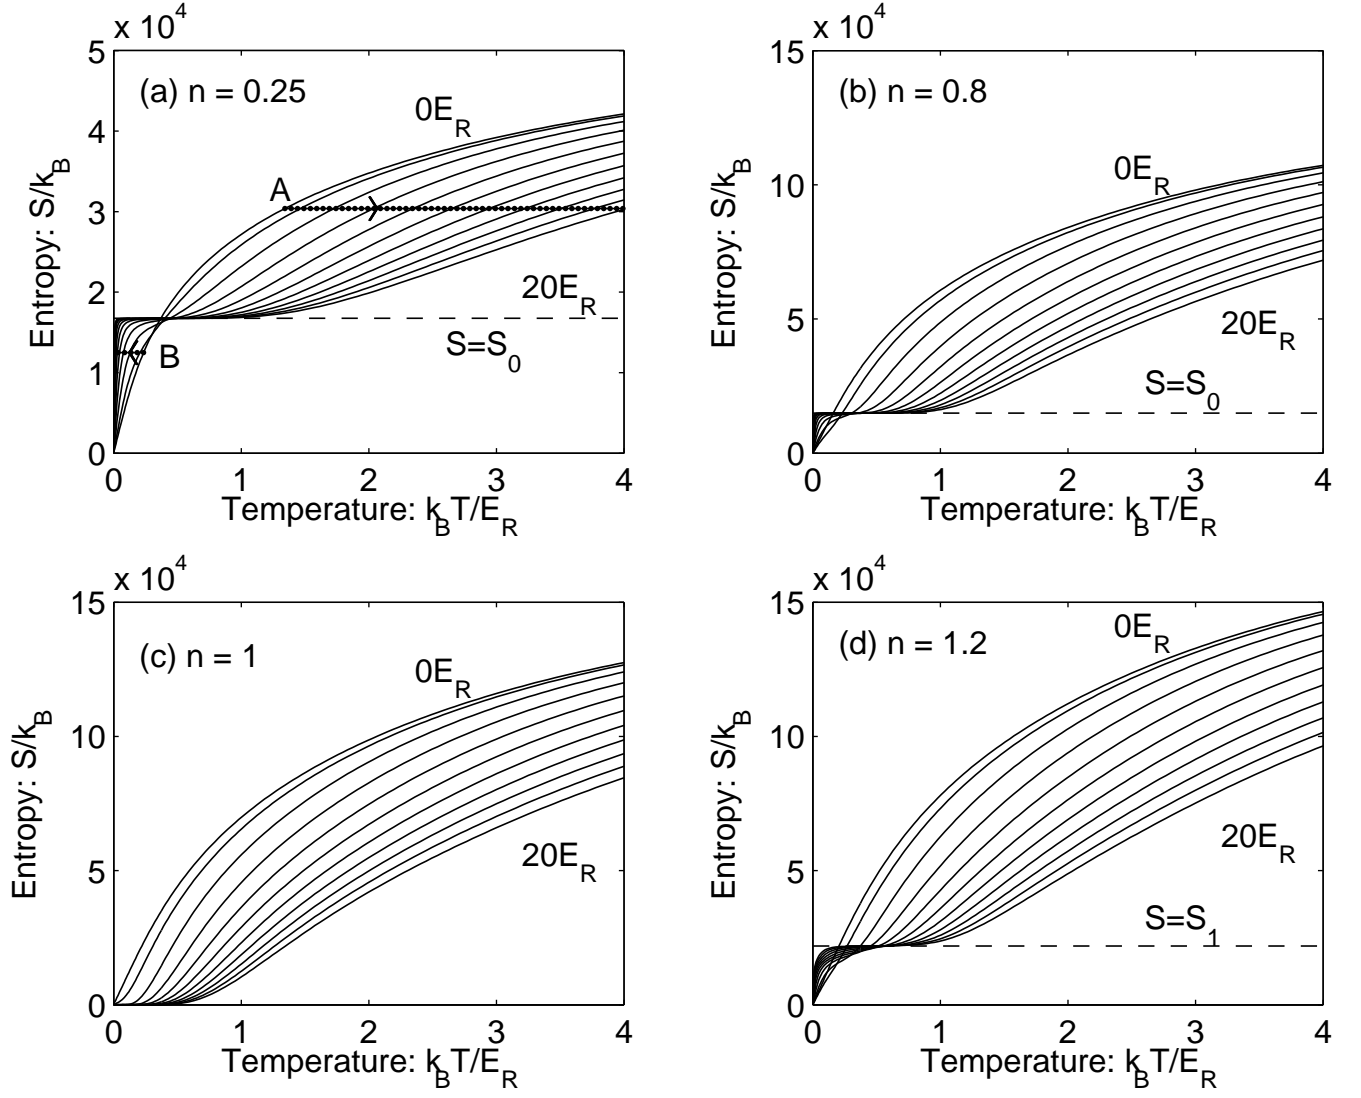 x 10^4
5
4
3
2
1
0
(a) n = 0.25
0E_R
A
20E_R
S=S_0
B
Entropy: S/k_B
0 1 2 3 4
Temperature: k_BT/E_R
x 10^4
15
10
5
0
(b) n = 0.8
0E_R
20E_R
S=S_0
Entropy: S/k_B
0 1 2 3 4
Temperature: k_BT/E_R
x 10^4
15
10
5
0
(c) n = 1
0E_R
20E_R
Entropy: S/k_B
0 1 2 3 4
Temperature: k_BT/E_R
x 10^4
15
10
5
0
(d) n = 1.2
0E_R
20E_R
S=S_1
Entropy: S/k_B
0 1 2 3 4
Temperature: k_BT/E_R